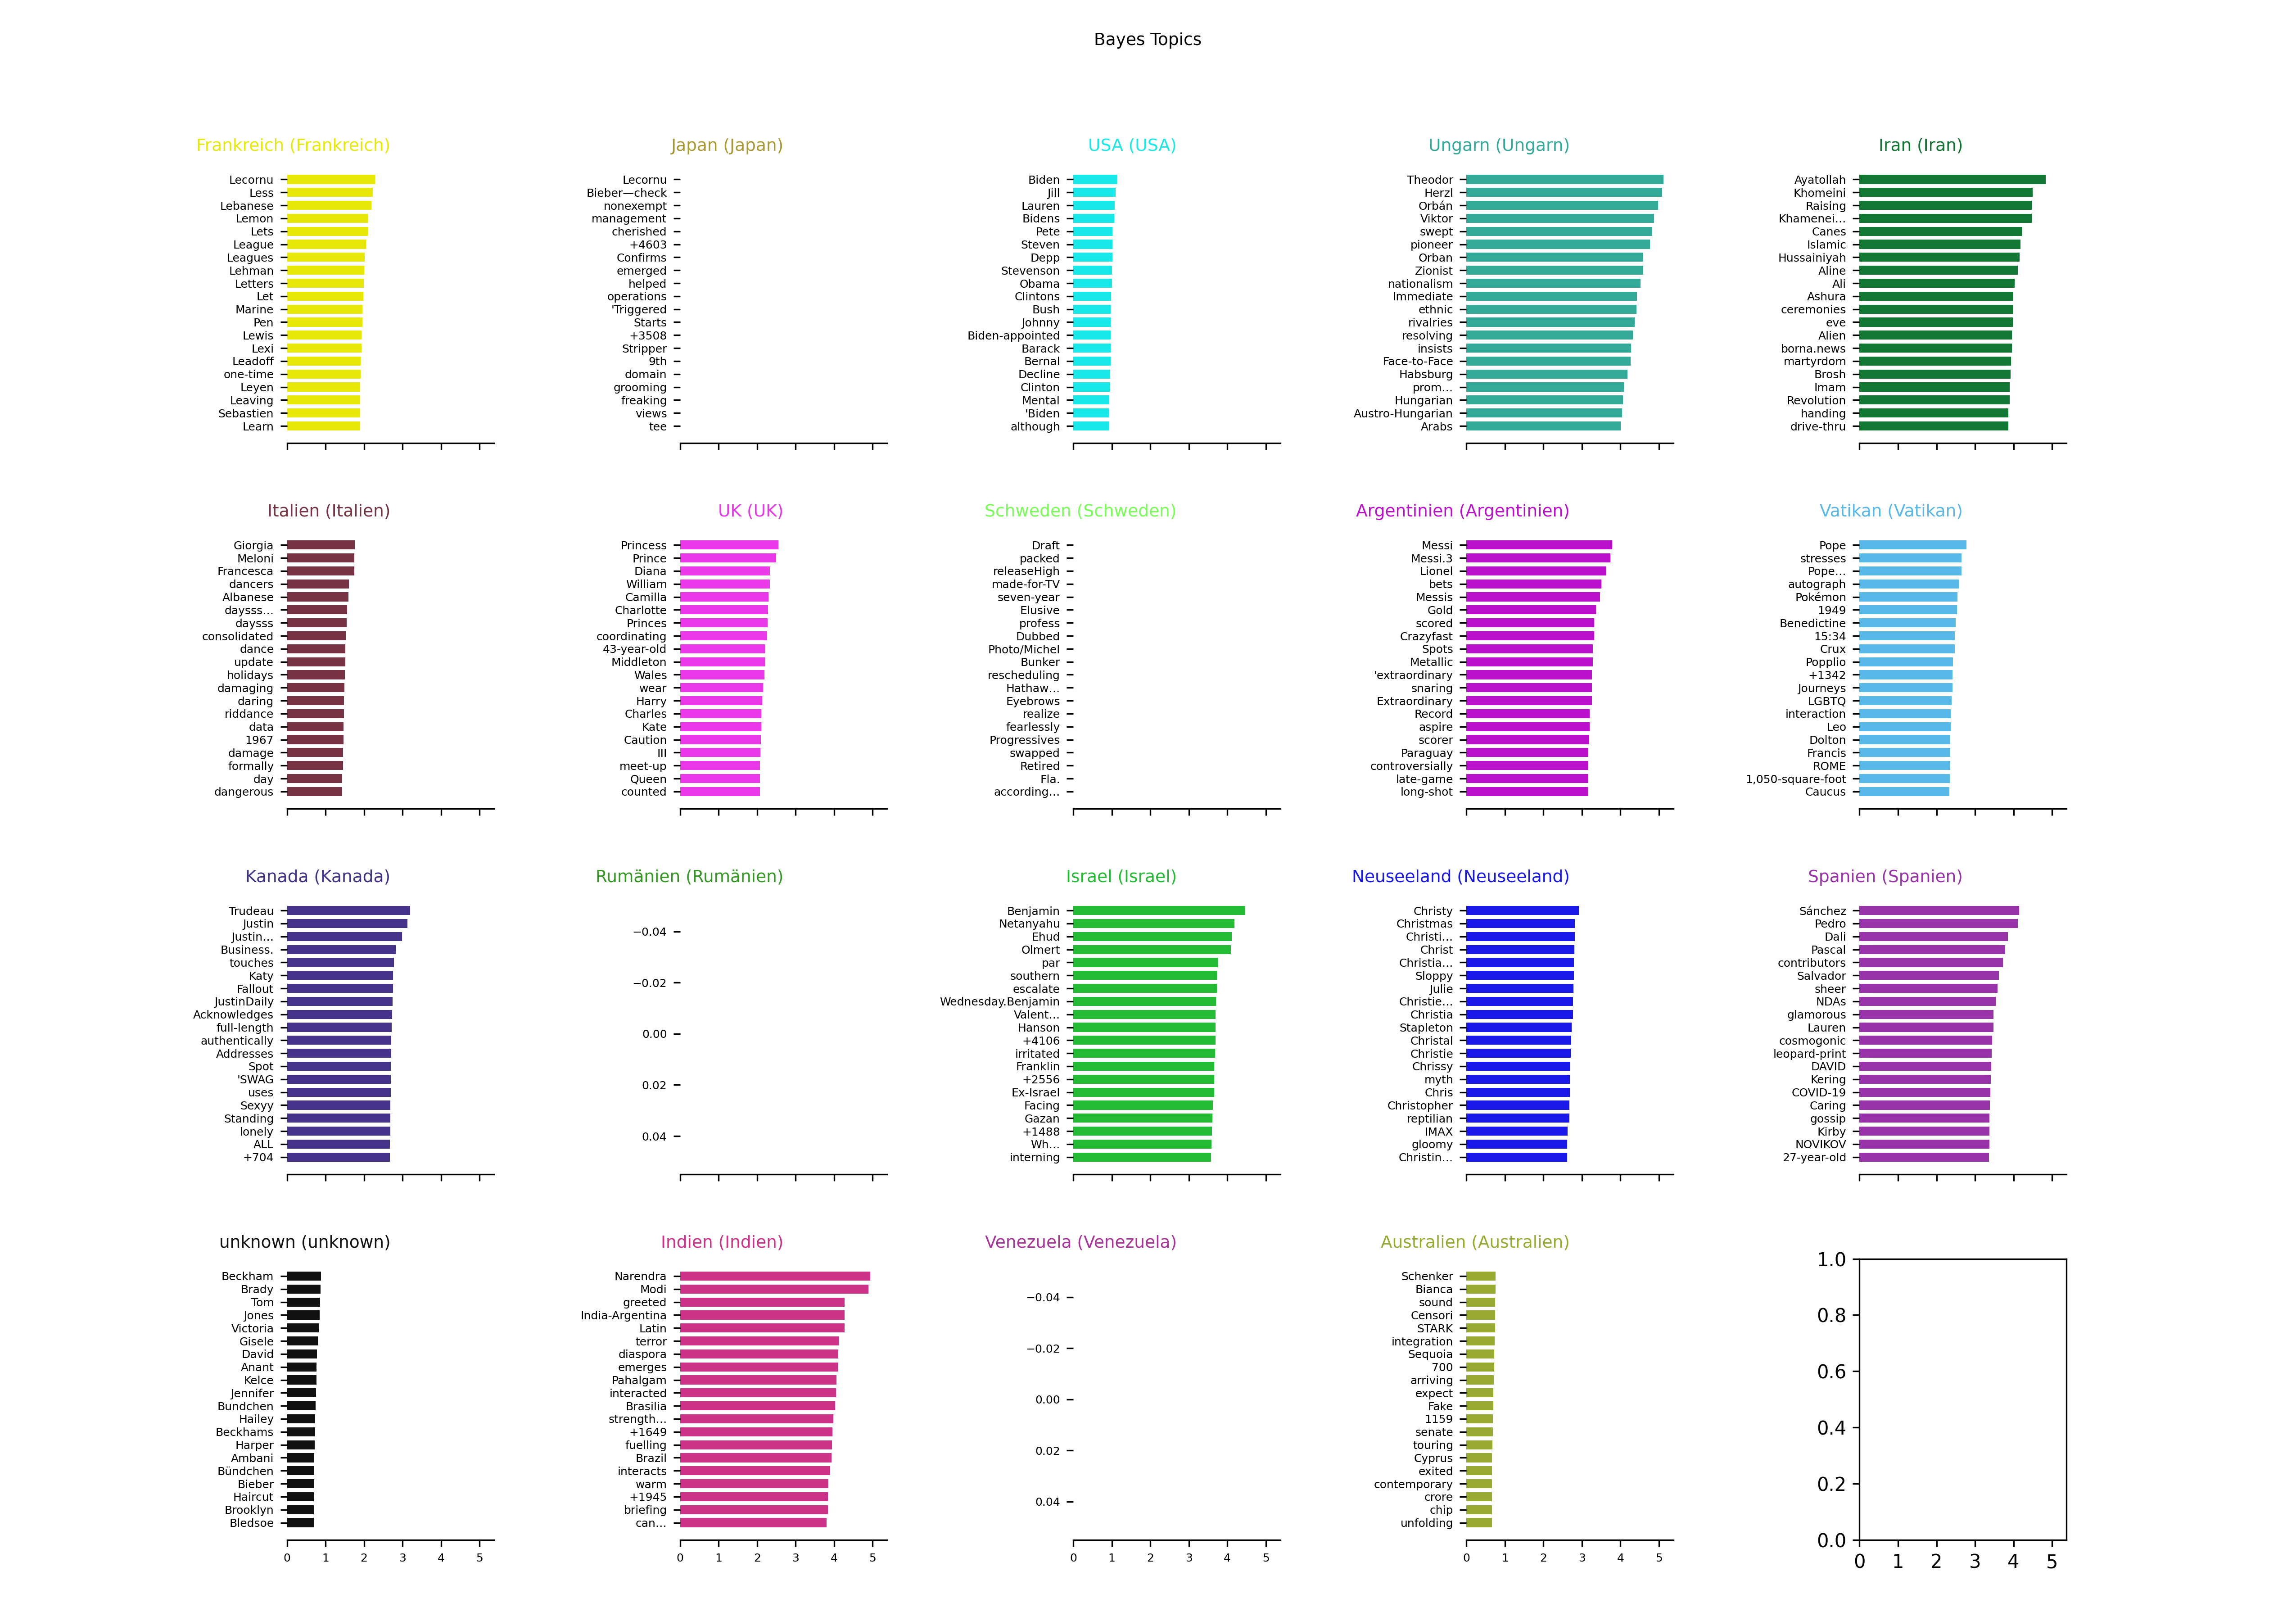 Bayes Topics
Frankreich (Frankreich)
Lecornu
Less
Lebanese
Lemon
Lets
League
Leagues
Lehman
Letters
Let
Marine
Pen
Lewis
Lexi
Leadoff
one-time
Leyen
Leaving
Sebastien
Learn
Japan (Japan)
Lecornu
Bieber—check
nonexempt
management
cherished
+4603
Confirms
emerged
helped
operations
'Triggered
Starts
+3508
Stripper
9th
domain
grooming
freaking
views
tee
USA (USA)
Biden
Jill
Lauren
Bidens
Pete
Steven
Depp
Stevenson
Obama
Clintons
Bush
Johnny
Biden-appointed
Barack
Bernal
Decline
Clinton
Mental
'Biden
although
Ungarn (Ungarn)
Theodor
Herzl
Orbán
Viktor
swept
pioneer
Orban
Zionist
nationalism
Immediate
ethnic
rivalries
resolving
insists
Face-to-Face
Habsburg
prom…
Hungarian
Austro-Hungarian
Arabs
Iran (Iran)
Ayatollah
Khomeini
Raising
Khamenei…
Canes
Islamic
Hussainiyah
Aline
Ali
Ashura
ceremonies
eve
Alien
borna.news
martyrdom
Brosh
Imam
Revolution
handing
drive-thru
Italien (Italien)
Giorgia
Meloni
Francesca
dancers
Albanese
daysss…
daysss
consolidated
dance
update
holidays
damaging
daring
riddance
data
1967
damage
formally
day
dangerous
UK (UK)
Princess
Prince
Diana
William
Camilla
Charlotte
Princes
coordinating
43-year-old
Middleton
Wales
wear
Harry
Charles
Kate
Caution
III
meet-up
Queen
counted
Schweden (Schweden)
Draft
packed
releaseHigh
made-for-TV
seven-year
Elusive
profess
Dubbed
Photo/Michel
Bunker
rescheduling
Hathaw…
Eyebrows
realize
fearlessly
Progressives
swapped
Retired
Fla.
according…
Argentinien (Argentinien)
Messi
Messi.3
Lionel
bets
Messis
Gold
scored
Crazyfast
Spots
Metallic
'extraordinary
snaring
Extraordinary
Record
aspire
scorer
Paraguay
controversially
late-game
long-shot
Vatikan (Vatikan)
Pope
stresses
Pope…
autograph
Pokémon
1949
Benedictine
15:34
Crux
Popplio
+1342
Journeys
LGBTQ
interaction
Leo
Dolton
Francis
ROME
1,050-square-foot
Caucus
Kanada (Kanada)
Trudeau
Justin
Justin…
Business.
touches
Katy
Fallout
JustinDaily
Acknowledges
full-length
authentically
Addresses
Spot
'SWAG
uses
Sexyy
Standing
lonely
ALL
+704
Rumänien (Rumänien)
−0.04
−0.02
0.00
0.02
0.04
Israel (Israel)
Benjamin
Netanyahu
Ehud
Olmert
par
southern
escalate
Wednesday.Benjamin
Valent…
Hanson
+4106
irritated
Franklin
+2556
Ex-Israel
Facing
Gazan
+1488
Wh…
interning
Neuseeland (Neuseeland)
Christy
Christmas
Christi…
Christ
Christia…
Sloppy
Julie
Christie…
Christia
Stapleton
Christal
Christie
Chrissy
myth
Chris
Christopher
reptilian
IMAX
gloomy
Christin…
Spanien (Spanien)
Sánchez
Pedro
Dali
Pascal
contributors
Salvador
sheer
NDAs
glamorous
Lauren
cosmogonic
leopard-print
DAVID
Kering
COVID-19
Caring
gossip
Kirby
NOVIKOV
27-year-old
unknown (unknown)
Beckham
Brady
Tom
Jones
Victoria
Gisele
David
Anant
Kelce
Jennifer
Bundchen
Hailey
Beckhams
Harper
Ambani
Bündchen
Bieber
Haircut
Brooklyn
Bledsoe
0 1 2 3 4 5
Indien (Indien)
Narendra
Modi
greeted
India-Argentina
Latin
terror
diaspora
emerges
Pahalgam
interacted
Brasilia
strength…
+1649
fuelling
Brazil
interacts
warm
+1945
briefing
can…
0 1 2 3 4 5
Venezuela (Venezuela)
−0.04
−0.02
0.00
0.02
0.04
0 1 2 3 4 5
Australien (Australien)
Schenker
Bianca
sound
Censori
STARK
integration
Sequoia
700
arriving
expect
Fake
1159
senate
touring
Cyprus
exited
contemporary
crore
chip
unfolding
0 1 2 3 4 5
1.0
0.8
0.6
0.4
0.2
0.0
0 1 2 3 4 5